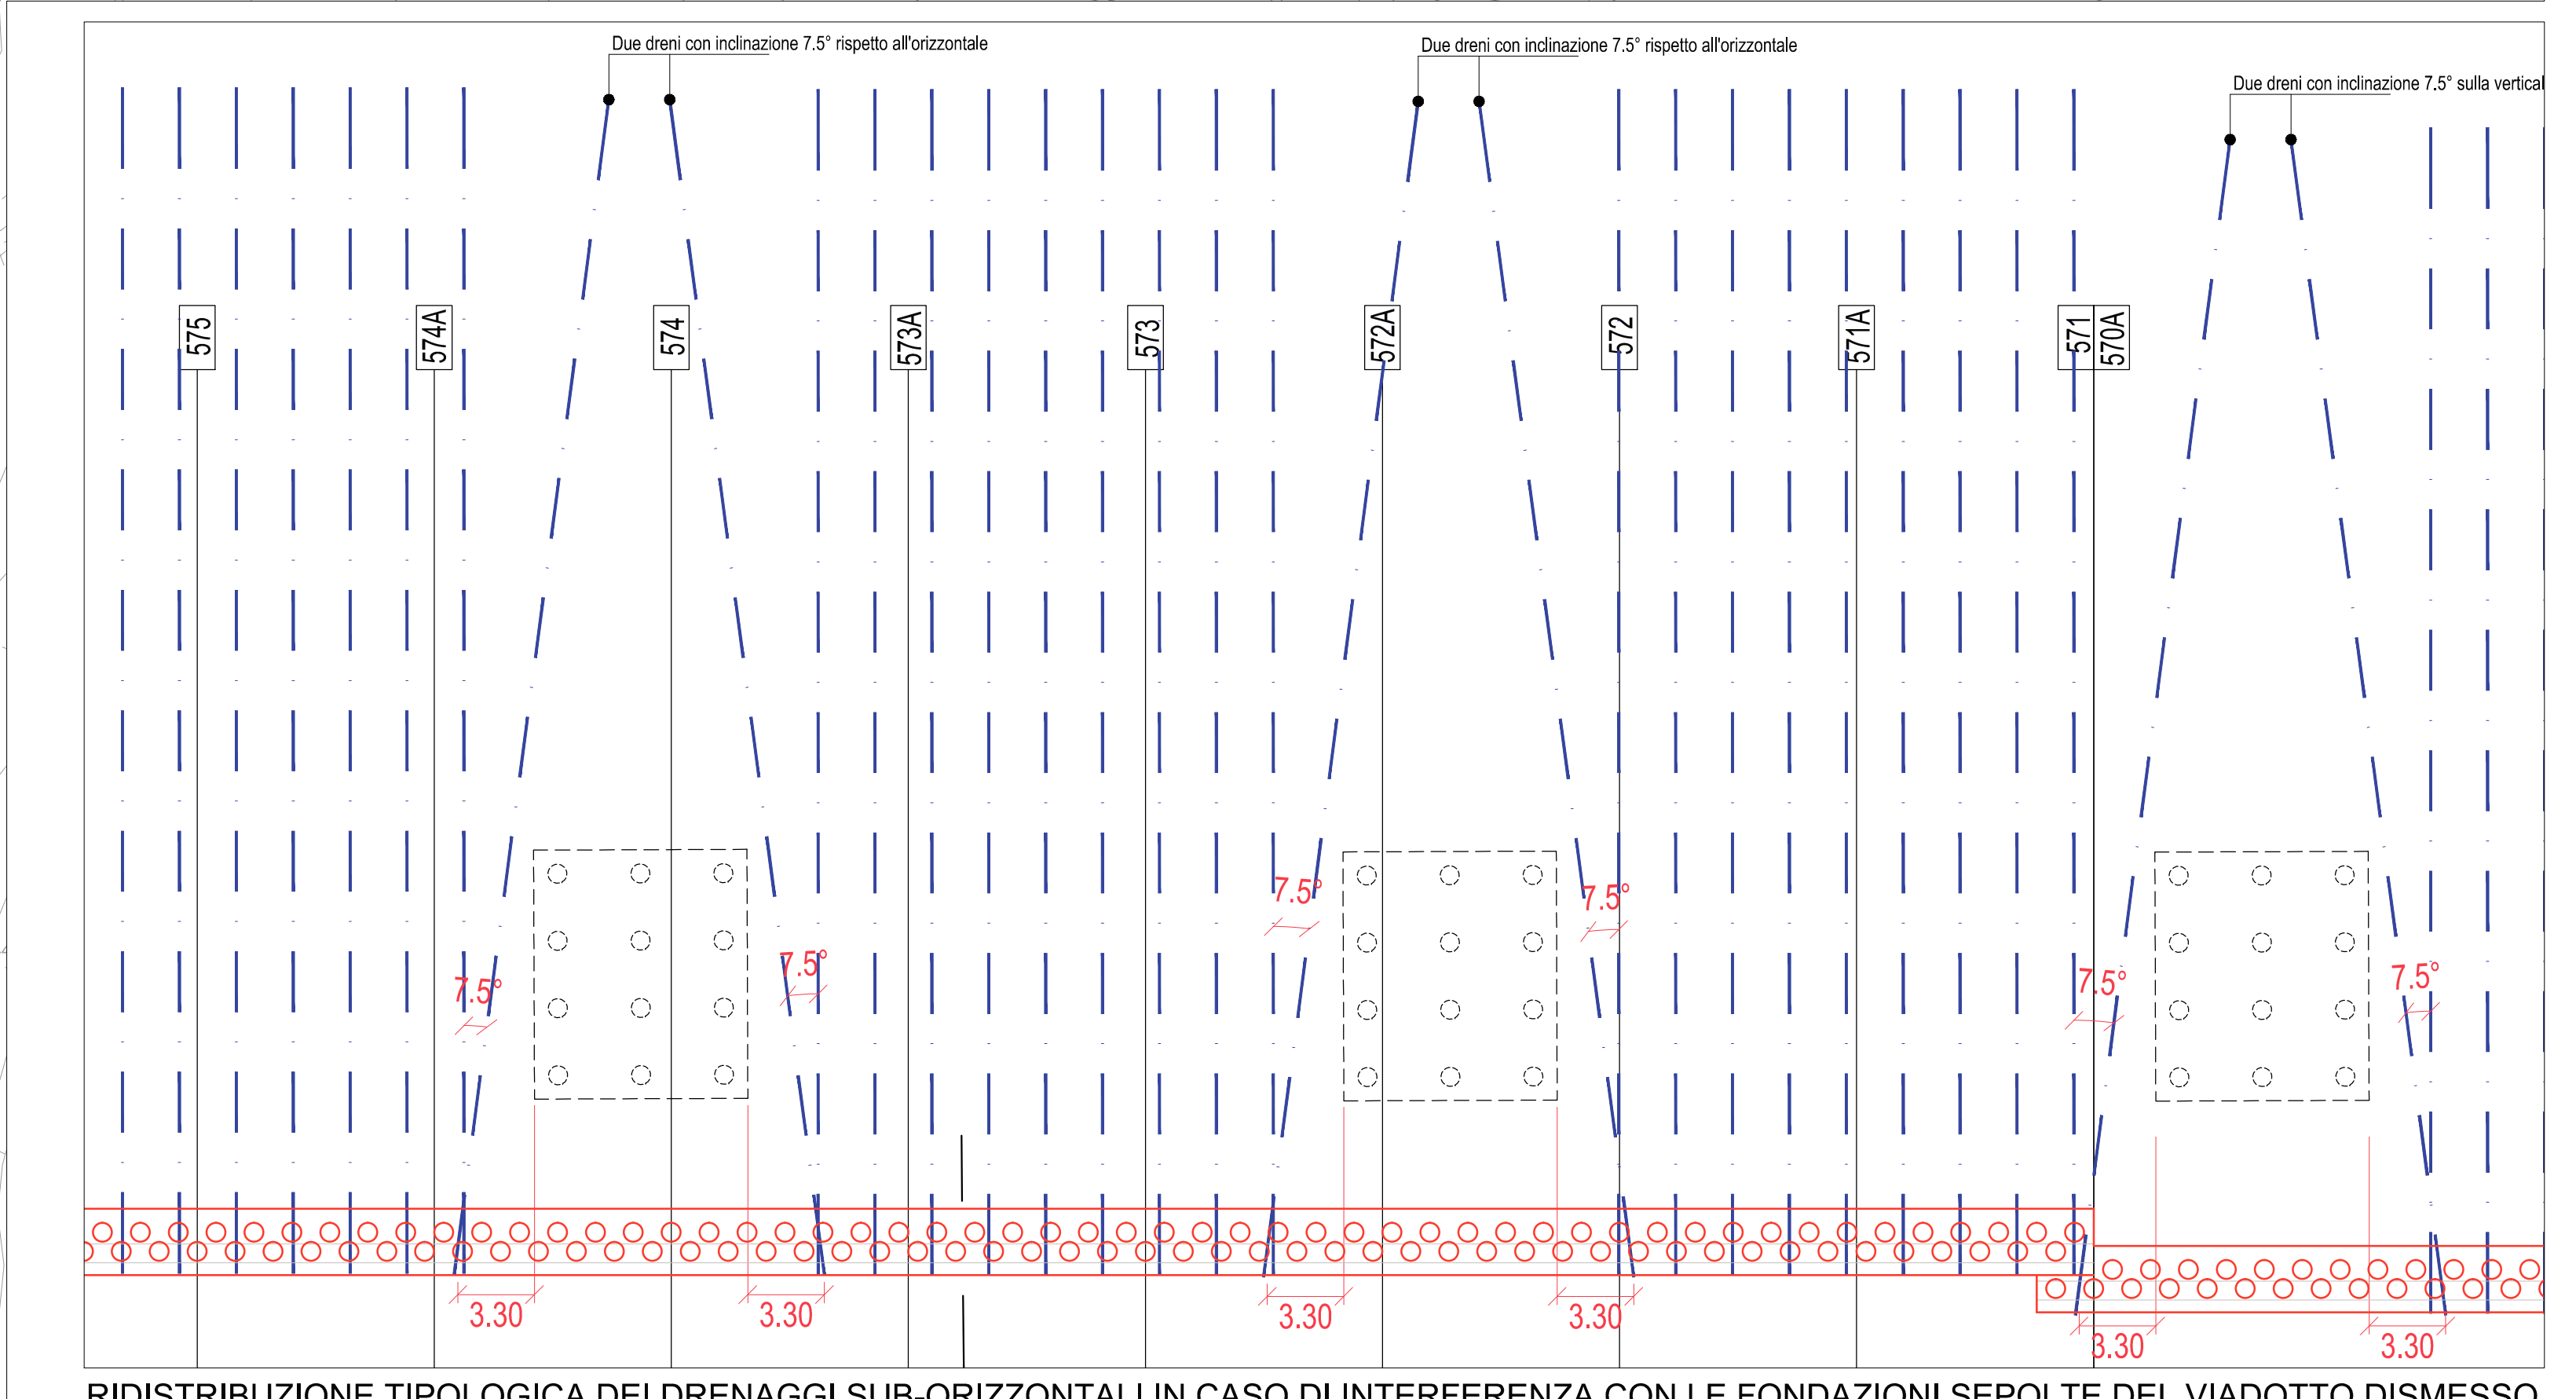 Due dreni con inclinazione 7.5° rispetto all'orizzontale
Due dreni con inclinazione 7.5° rispetto all'orizzontale
Due dreni con inclinazione 7.5° sulla vertical
575
574A
574
573A
573
572A
572
571A
571
570A
7.5°
7.5°
7.5°
7.5°
7.5°
7.5°
3.30
3.30
3.30
3.30
3.30
3.30
RIDISTRIBUZIONE TIPOLOGICA DEI DRENAGGI SUB-ORIZZONTALI IN CASO DI INTERFERENZA CON LE FONDAZIONI SEPOLTE DEL VIADOTTO DISMESSO